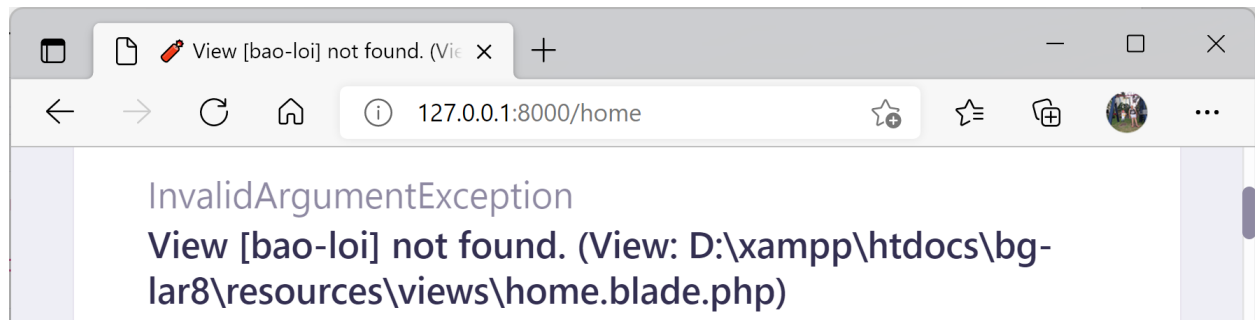 View [bao-loi] not found. (Vie
127.0.0.1:8000/home
InvalidArgumentException
View [bao-loi] not found. (View: D:\xampp\htdocs\bg-
lar8\resources\views\home.blade.php)